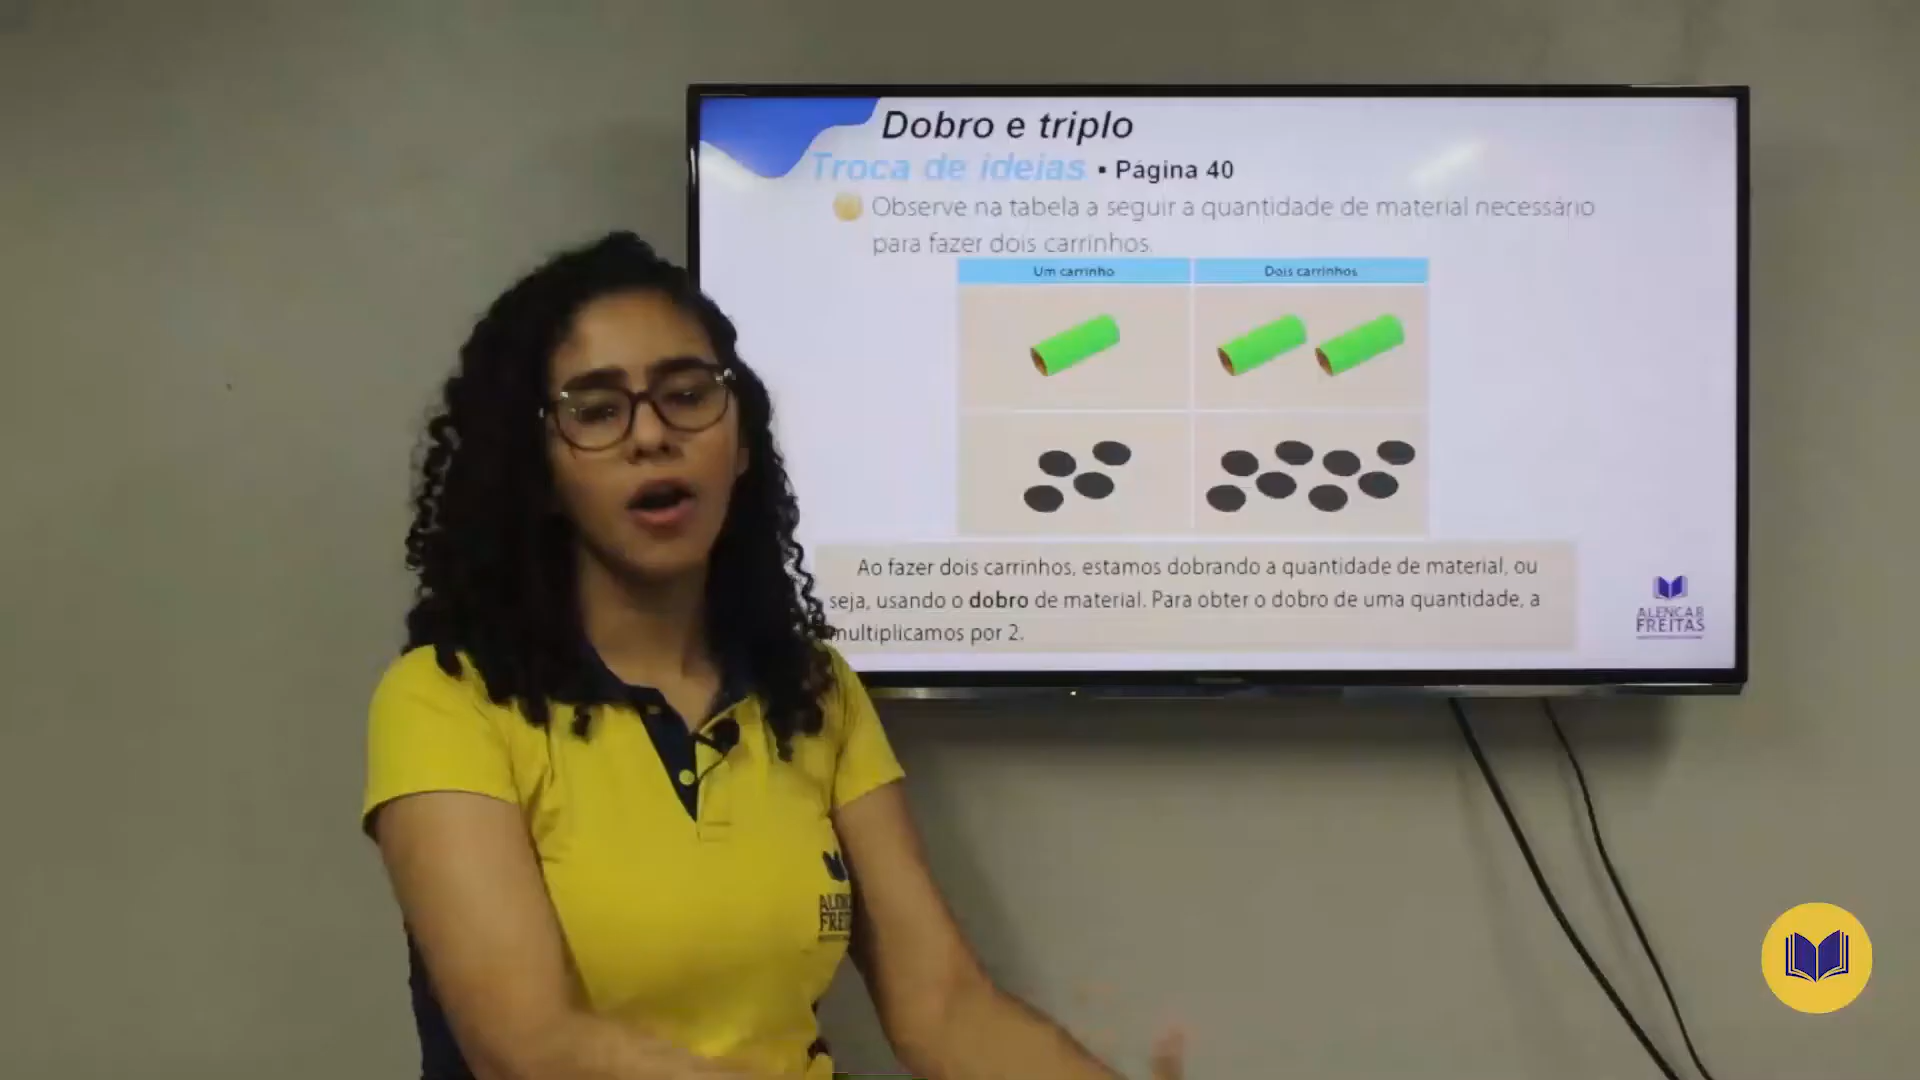 Dobro e triplo
Troca de ideias ▪ Página 40
Observe na tabela a seguir a quantidade de material necessário
para fazer dois carrinhos.
Um carrinho Dois carrinhos
Ao fazer dois carrinhos, estamos dobrando a quantidade de material, ou
seja, usando o dobro de material. Para obter o dobro de uma quantidade, a
multiplicamos por 2.
ALENCAR
FREITAS